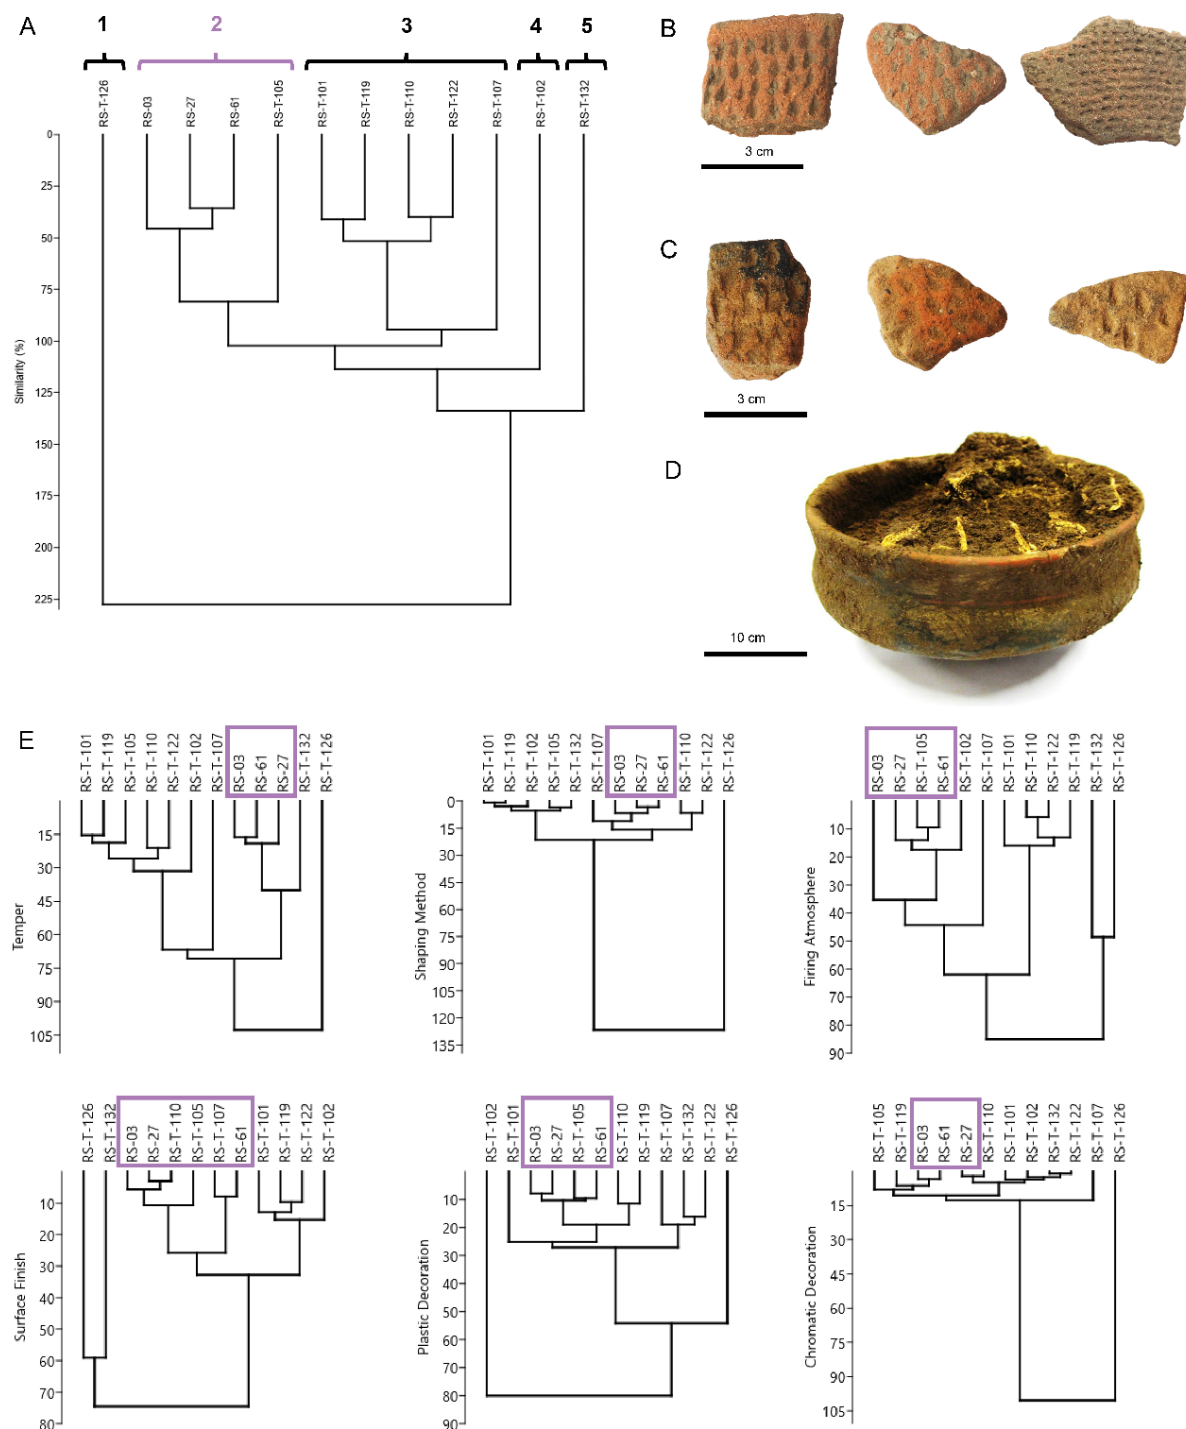 A
1 2 3 4 5
RS-T-126 RS-03 RS-27 RS-61 RS-T-105 RS-T-101 RS-T-119 RS-T-110 RS-T-122 RS-T-107 RS-T-102 RS-T-132
Similarity (%)
0
25
50
75
100
125
150
175
200
225
B
3 cm
C
3 cm
D
10 cm
E
RS-T-101 RS-T-119 RS-T-105 RS-T-110 RS-T-122 RS-T-102 RS-T-107 RS-03 RS-61 RS-27 RS-T-132 RS-T-126
Temper
15
30
45
60
75
90
105
RS-T-101 RS-T-119 RS-T-102 RS-T-105 RS-T-132 RS-T-107 RS-03 RS-27 RS-61 RS-T-110 RS-T-122 RS-T-126
Shaping Method
0
15
30
45
60
75
90
105
120
135
RS-03 RS-27 RS-T-105 RS-61 RS-T-102 RS-T-107 RS-T-101 RS-T-110 RS-T-122 RS-T-119 RS-T-132 RS-T-126
Firing Atmosphere
10
20
30
40
50
60
70
80
90
RS-T-126 RS-T-132 RS-03 RS-27 RS-T-110 RS-T-105 RS-T-107 RS-61 RS-T-101 RS-T-119 RS-T-122 RS-T-102
Surface Finish
10
20
30
40
50
60
70
80
RS-T-102 RS-T-101 RS-03 RS-27 RS-T-105 RS-61 RS-T-110 RS-T-119 RS-T-107 RS-T-132 RS-T-122 RS-T-126
Plastic Decoration
10
20
30
40
50
60
70
80
90
RS-T-105 RS-T-119 RS-03 RS-61 RS-27 RS-T-110 RS-T-101 RS-T-102 RS-T-132 RS-T-122 RS-T-107 RS-T-126
Chromatic Decoration
15
30
45
60
75
90
105